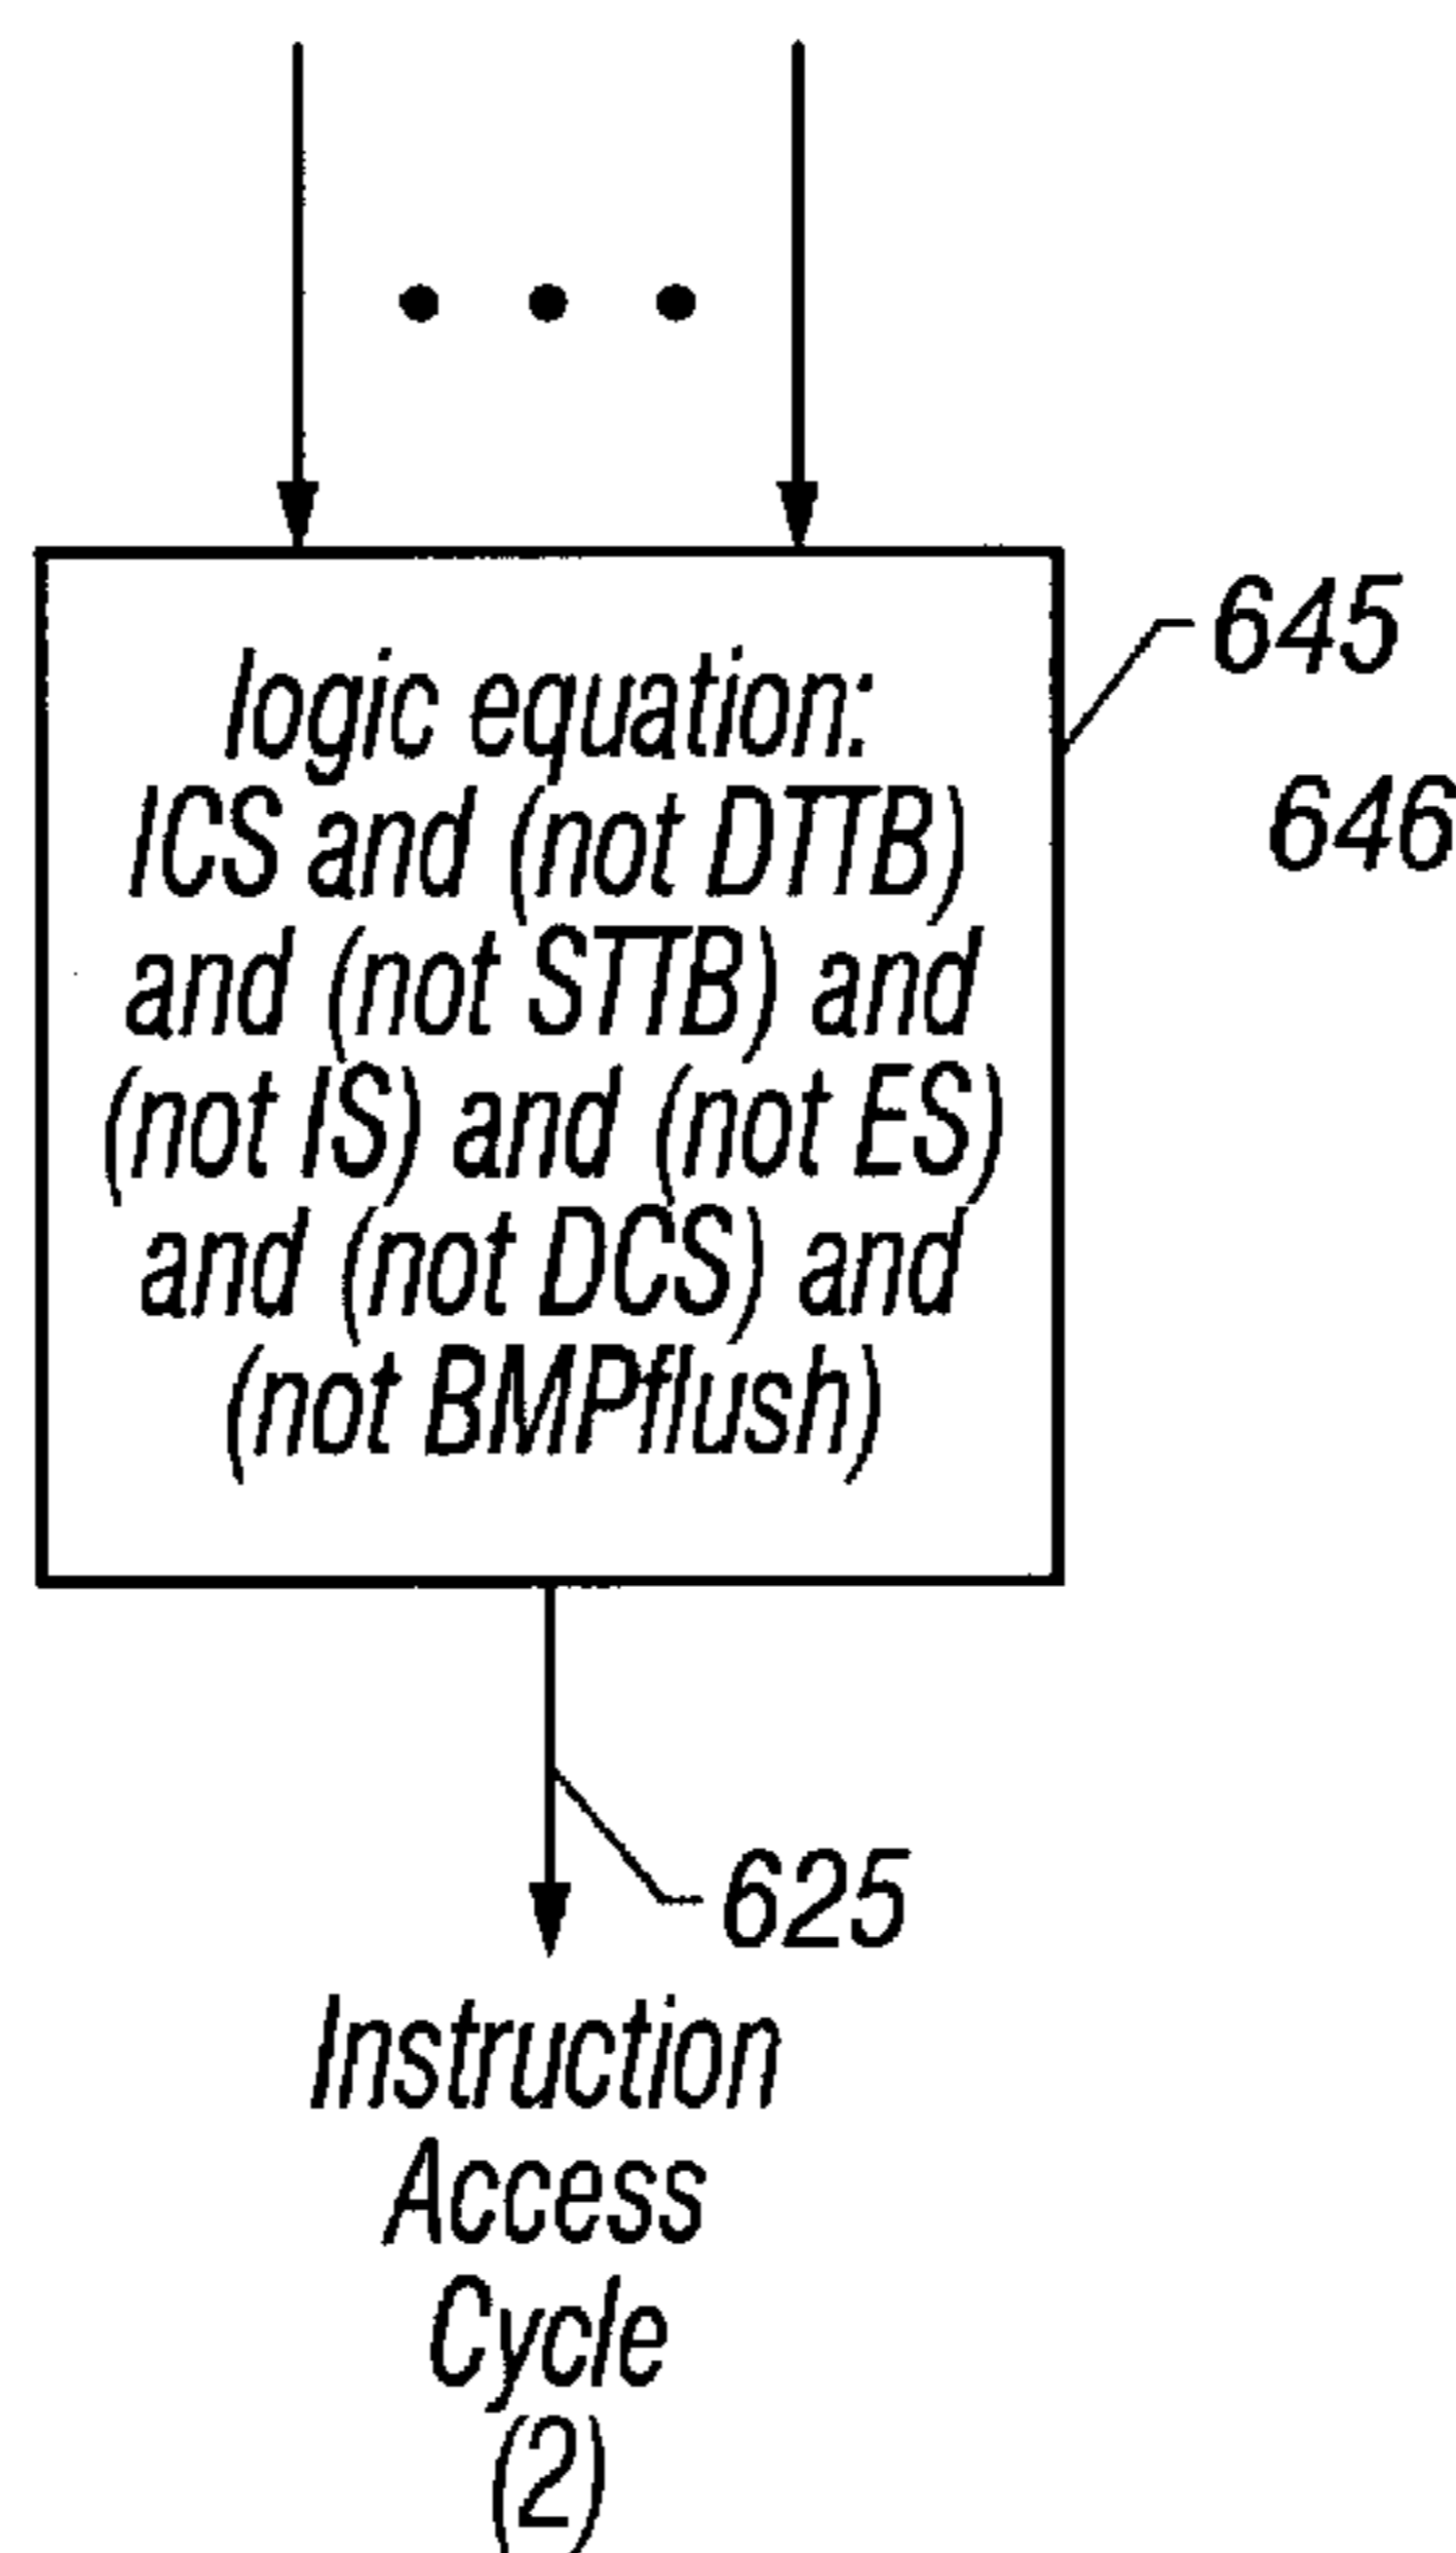 logic equation:
ICS and (not DTTB)
and (not STTB) and
(not IS) and (not ES)
and (not DCS) and
(not BMPflush)
645
646
625
Instruction
Access
Cycle
(2)